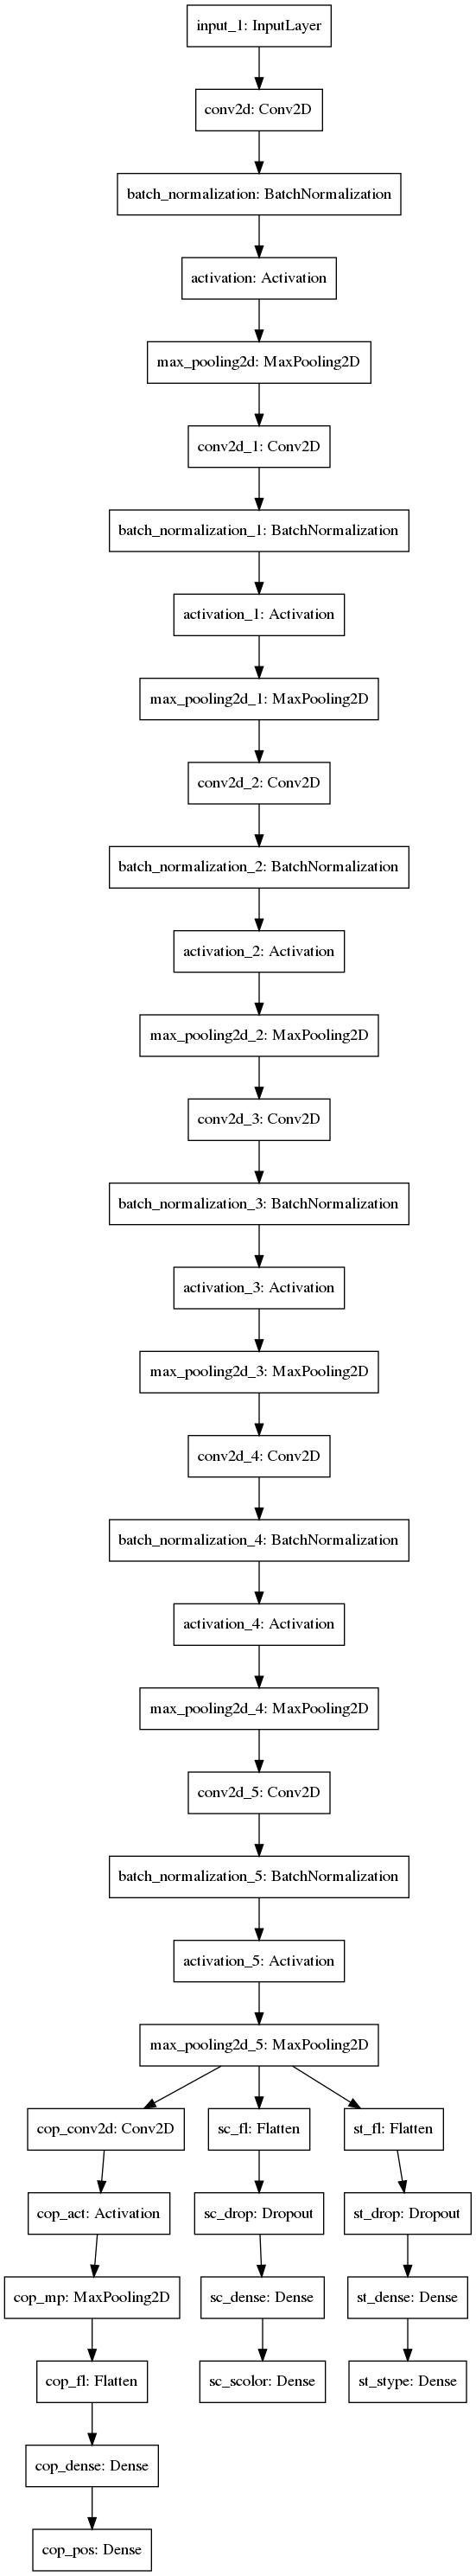 input_1: InputLayer
conv2d: Conv2D
batch_normalization: BatchNormalization
activation: Activation
max_pooling2d: MaxPooling2D
conv2d_1: Conv2D
batch_normalization_1: BatchNormalization
activation_1: Activation
max_pooling2d_1: MaxPooling2D
conv2d_2: Conv2D
batch_normalization_2: BatchNormalization
activation_2: Activation
max_pooling2d_2: MaxPooling2D
conv2d_3: Conv2D
batch_normalization_3: BatchNormalization
activation_3: Activation
max_pooling2d_3: MaxPooling2D
conv2d_4: Conv2D
batch_normalization_4: BatchNormalization
activation_4: Activation
max_pooling2d_4: MaxPooling2D
conv2d_5: Conv2D
batch_normalization_5: BatchNormalization
activation_5: Activation
max_pooling2d_5: MaxPooling2D
cop_conv2d: Conv2D
sc_fl: Flatten
st_fl: Flatten
cop_act: Activation
sc_drop: Dropout
st_drop: Dropout
cop_mp: MaxPooling2D
sc_dense: Dense
st_dense: Dense
cop_fl: Flatten
sc_scolor: Dense
st_stype: Dense
cop_dense: Dense
cop_pos: Dense